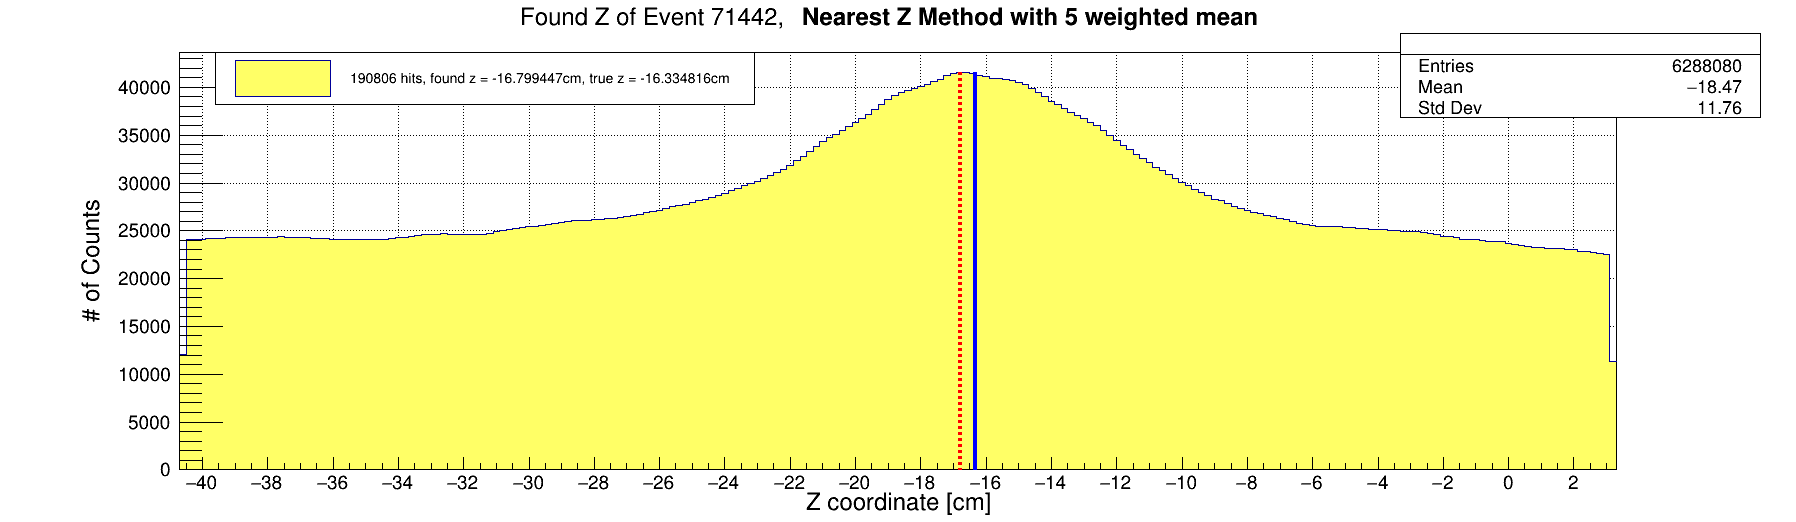 Found Z of Event 71442, Nearest Z Method with 5 weighted mean
190806 hits, found z = -16.799447cm, true z = -16.334816cm
Entries 6288080
Mean −18.47
Std Dev 11.76
40000
35000
30000
25000
20000
15000
10000
5000
0
# of Counts
−40 −38 −36 −34 −32 −30 −28 −26 −24 −22 −20 −18 −16 −14 −12 −10 −8 −6 −4 −2 0 2
Z coordinate [cm]